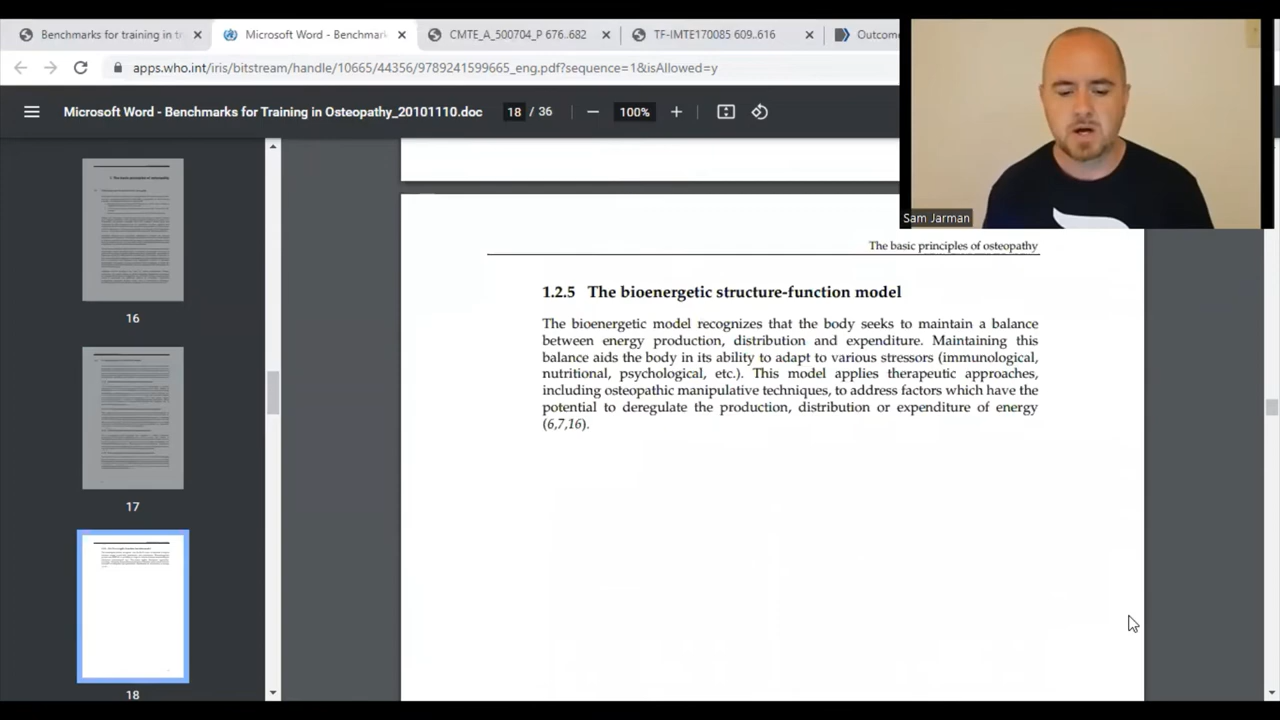 Benchmarks for training in tr
Microsoft Word - Benchmark
CMTE_A_500704_P 676..682
TF-IMTE170085 609..616
Outcom
apps.who.int/iris/bitstream/handle/10665/44356/9789241599665_eng.pdf?sequence=1&isAllowed=y
Microsoft Word - Benchmarks for Training in Osteopathy_20101110.doc
18 / 36
100%
Sam Jarman
16
17
18
The basic principles of osteopathy
1.2.5 The bioenergetic structure-function model
The bioenergetic model recognizes that the body seeks to maintain a balance
between energy production, distribution and expenditure. Maintaining this
balance aids the body in its ability to adapt to various stressors (immunological,
nutritional, psychological, etc.). This model applies therapeutic approaches,
including osteopathic manipulative techniques, to address factors which have the
potential to deregulate the production, distribution or expenditure of energy
(6,7,16).